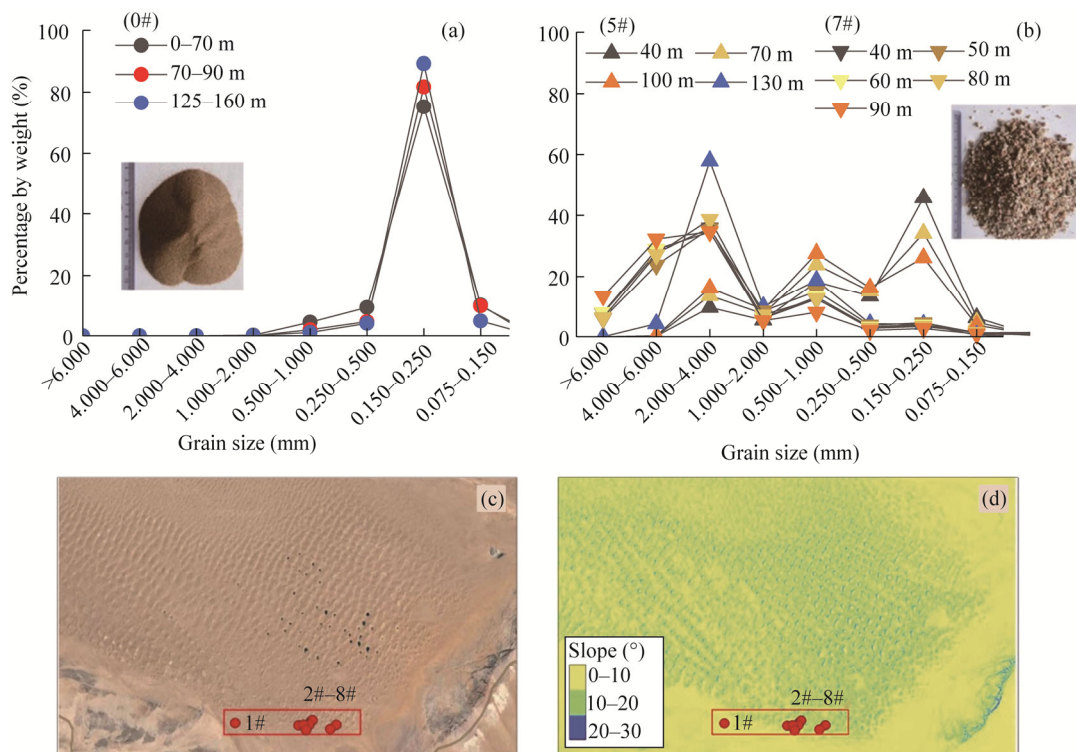 (0#)
(a)
0–70 m
70–90 m
125–160 m
Percentage by weight (%)
100
80
60
40
20
0
>6.000
4.000–6.000
2.000–4.000
1.000–2.000
0.500–1.000
0.250–0.500
0.150–0.250
0.075–0.150
Grain size (mm)
(5#)
(7#)
(b)
40 m
70 m
40 m
50 m
100 m
130 m
60 m
80 m
90 m
100
80
60
40
20
0
>6.000
4.000–6.000
2.000–4.000
1.000–2.000
0.500–1.000
0.250–0.500
0.150–0.250
0.075–0.150
Grain size (mm)
(c)
2#–8#
1#
(d)
Slope (°)
0–10
10–20
20–30
2#–8#
1#